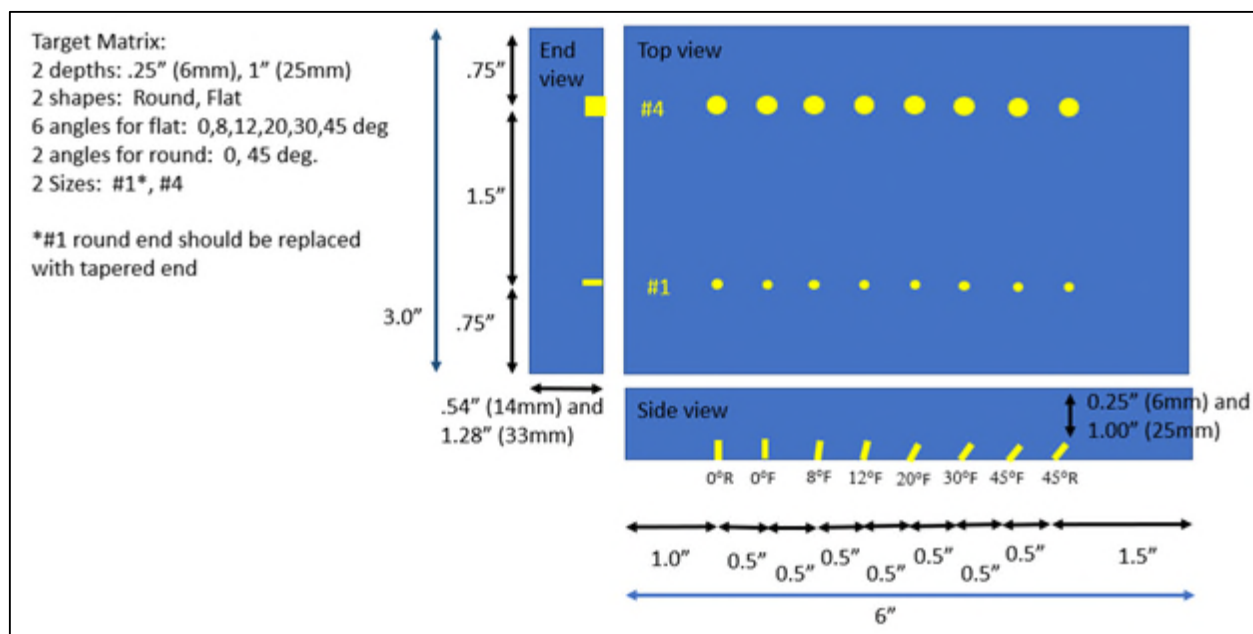 Target Matrix:
2 depths: .25” (6mm), 1” (25mm)
2 shapes: Round, Flat
6 angles for flat: 0,8,12,20,30,45 deg
2 angles for round: 0, 45 deg.
2 Sizes: #1*, #4
*#1 round end should be replaced
with tapered end
3.0”
.75”
1.5”
.75”
End
view
.54” (14mm) and
1.28” (33mm)
Top view
#4
#1
Side view
0.25” (6mm) and
1.00” (25mm)
0°R 0°F 8°F 12°F 20°F 30°F 45°F 45°R
1.0” 0.5” 0.5” 0.5” 0.5” 0.5” 0.5” 0.5” 1.5”
6”